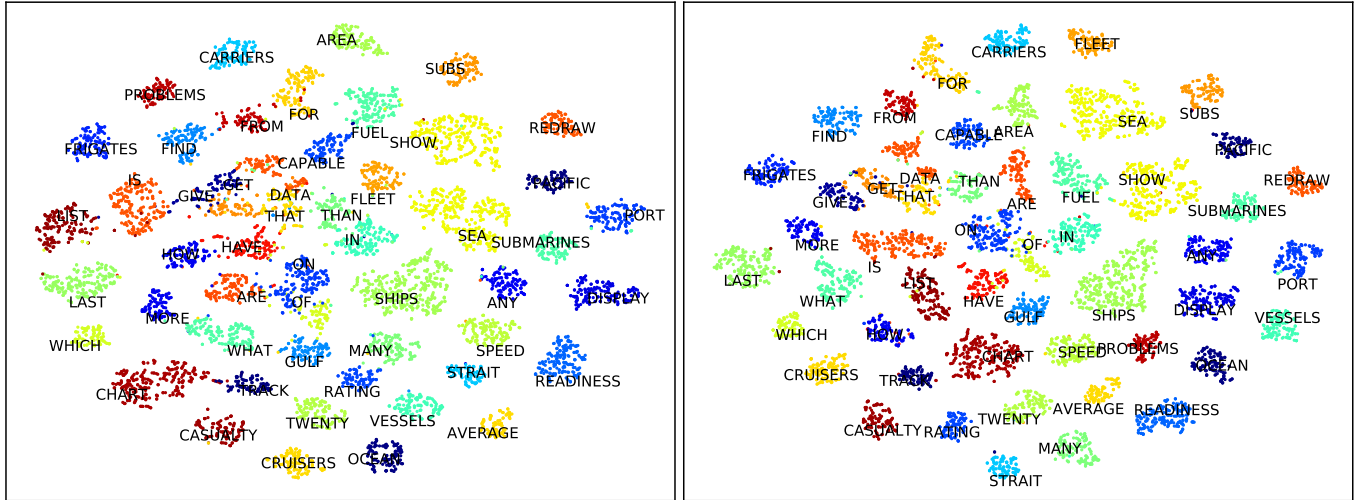 AREA
CARRIERS
SUBS
PROBLEMS
FOR
FROM
FUEL
REDRAW
FRIGATES
FIND
SHOW
CAPABLE
IS
GIVE
GET
DATA
FLEET
PACIFIC
LIST
THAT
THAN
PORT
HOW
HAVE
IN
SEA
SUBMARINES
ON
LAST
MORE
ARE
OF
SHIPS
ANY
DISPLAY
WHICH
WHAT
GULF
MANY
SPEED
STRAIT
READINESS
CHART
TRACK
RATING
CASUALTY
TWENTY
VESSELS
AVERAGE
CRUISERS
OCEAN
CARRIERS
FLEET
FOR
FROM
SUBS
FIND
CAPABLE
AREA
SEA
PACIFIC
FRIGATES
GIVE
GET
DATA
THAT
THAN
ARE
FUEL
SHOW
REDRAW
SUBMARINES
MORE
ON
OF
IN
ANY
IS
LAST
WHAT
LIST
HAVE
GULF
SHIPS
DISPLAY
PORT
WHICH
HOW
VESSELS
CRUISERS
TRACK
CHART
SPEED
PROBLEMS
OCEAN
CASUALTY
RATING
TWENTY
AVERAGE
READINESS
MANY
STRAIT